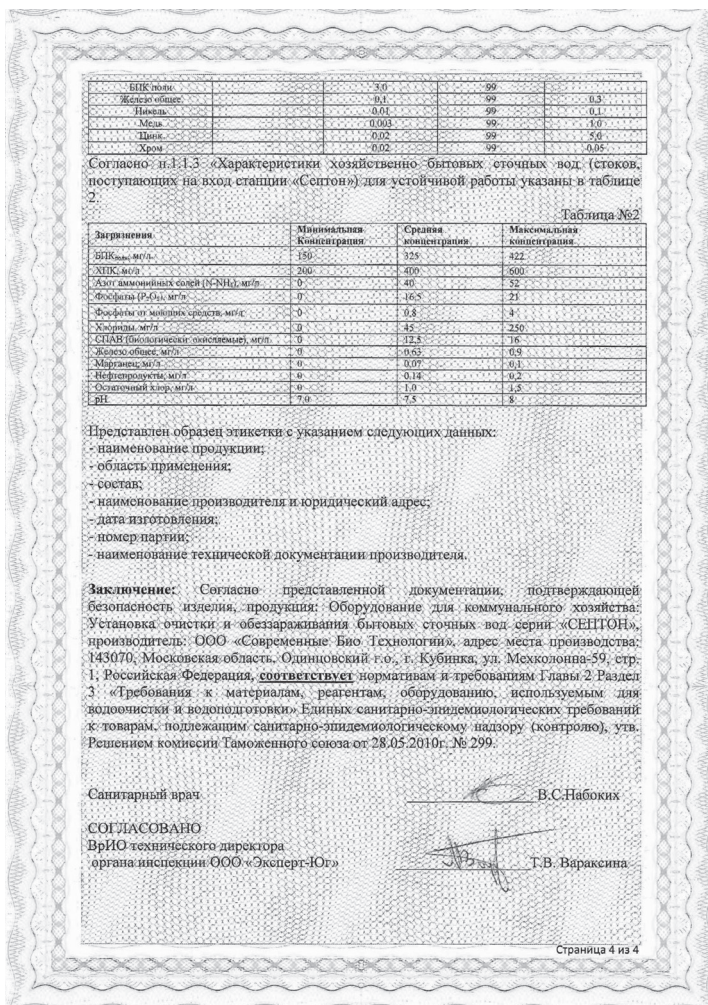 БПК полн 3,0 99
Железо общее 0,1 99 0,3
Никель 0,01 99 0,1
Медь 0,003 99 1,0
Цинк 0,02 99 5,0
Хром 0,02 99 0,05
Согласно п.1.1.3 «Характеристики хозяйственно бытовых сточных вод (стоков,
поступающих на вход станции «Септон») для устойчивой работы указаны в таблице
2.
Таблица №2
Загрязнения Минимальная Концентрация Средняя концентрация Максимальная концентрация
БПКполн, мг/л. 150 325 422
ХПК, мг/л 200 400 600
Азот аммонийных солей (N-NH4), мг/л 0 40 52
Фосфаты (P2O5), мг/л 0 16,5 21
Фосфаты от моющих средств, мг/л 0 0,8 4
Хлориды, мг/л 0 45 250
СПАВ (биологически окисляемые), мг/л 0 12,5 16
Железо общее, мг/л 0 0,63 0,9
Марганец, мг/л 0 0,07 0,1
Нефтепродукты, мг/л 0 0,14 0,2
Остаточный хлор, мг/л 0 1,0 1,5
pH 7,0 7,5 8
Представлен образец этикетки с указанием следующих данных:
- наименование продукции;
- область применения;
- состав;
- наименование производителя и юридический адрес;
- дата изготовления;
- номер партии;
- наименование технической документации производителя.
Заключение: Согласно представленной документации, подтверждающей
безопасность изделия, продукция: Оборудование для коммунального хозяйства:
Установка очистки и обеззараживания бытовых сточных вод серии «СЕПТОН»,
производитель: ООО «Современные Био Технологии», адрес места производства:
143070, Московская область, Одинцовский г.о., г. Кубинка, ул. Мехколонна-59, стр.
1, Российская Федерация, соответствует нормативам и требованиям Главы 2 Раздел
3 «Требования к материалам, реагентам, оборудованию, используемым для
водоочистки и водоподготовки» Единых санитарно-эпидемиологических требований
к товарам, подлежащим санитарно-эпидемиологическому надзору (контролю), утв.
Решением комиссии Таможенного союза от 28.05.2010г. № 299.
Санитарный врач В.С.Набоких
СОГЛАСОВАНО
ВрИО технического директора
органа инспекции ООО «Эксперт-Юг» Т.В. Вараксина
Страница 4 из 4